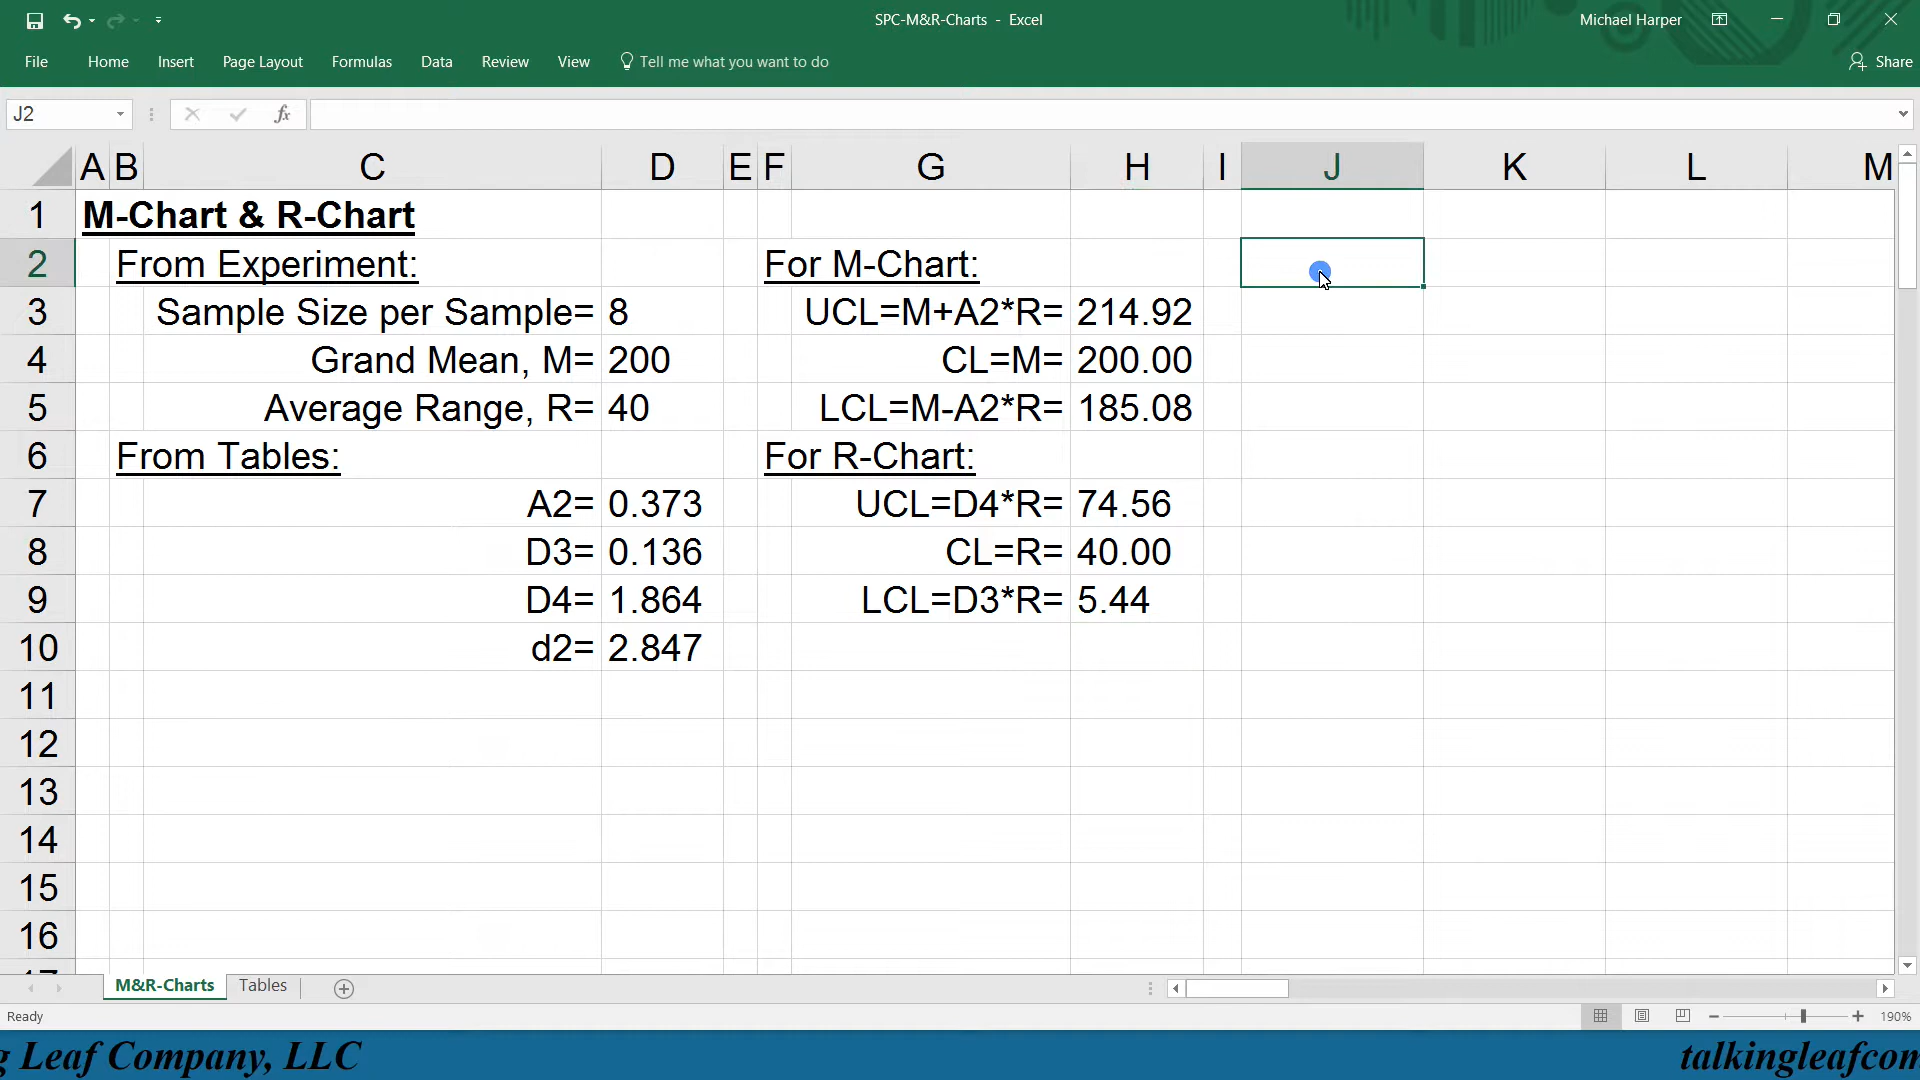 SPC-M&R-Charts - Excel
Michael Harper
File Home Insert Page Layout Formulas Data Review View Tell me what you want to do Share
J2 fx
A B C D E F G H I J K L M
1 M-Chart & R-Chart
2 From Experiment: For M-Chart:
3 Sample Size per Sample= 8 UCL=M+A2*R= 214.92
4 Grand Mean, M= 200 CL=M= 200.00
5 Average Range, R= 40 LCL=M-A2*R= 185.08
6 From Tables: For R-Chart:
7 A2= 0.373 UCL=D4*R= 74.56
8 D3= 0.136 CL=R= 40.00
9 D4= 1.864 LCL=D3*R= 5.44
10 d2= 2.847
11
12
13
14
15
16
17
M&R-Charts Tables
Ready 190%
g Leaf Company, LLC talkingleafcom